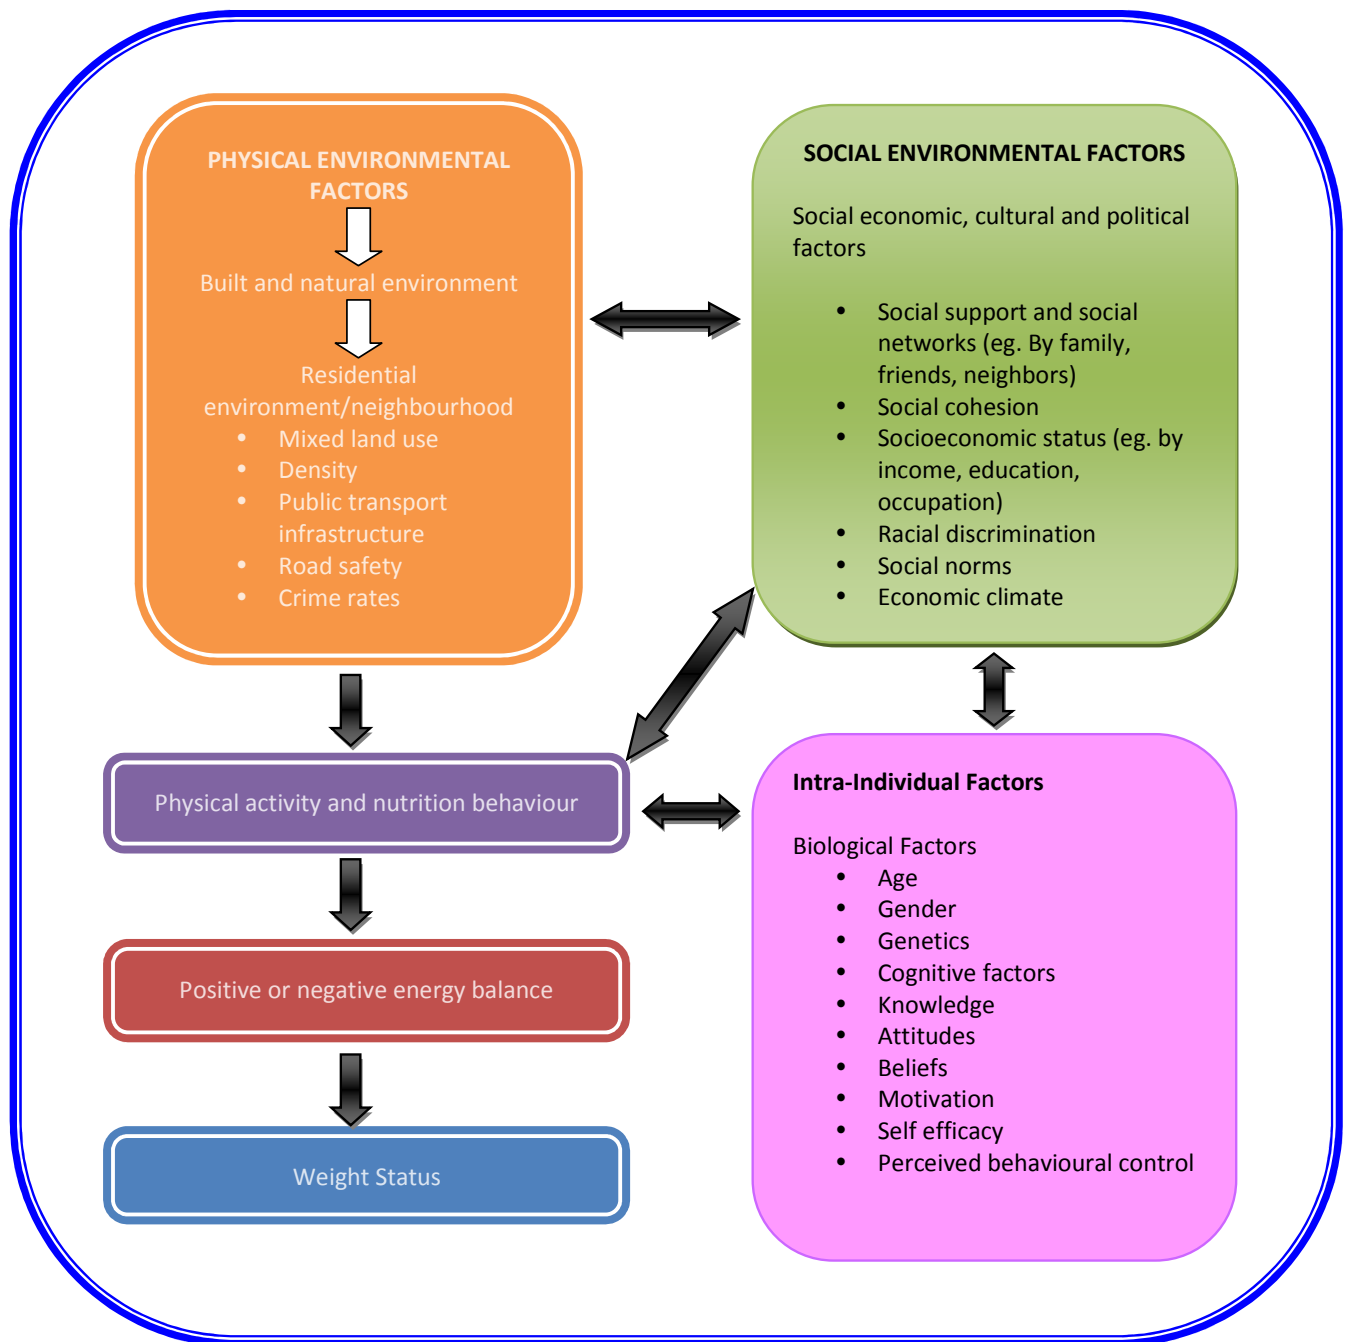 PHYSICAL ENVIRONMENTAL
FACTORS
Built and natural environment
Residential
environment/neighbourhood
• Mixed land use
• Density
• Public transport
infrastructure
• Road safety
• Crime rates
SOCIAL ENVIRONMENTAL FACTORS
Social economic, cultural and political
factors
• Social support and social
networks (eg. By family,
friends, neighbors)
• Social cohesion
• Socioeconomic status (eg. by
income, education,
occupation)
• Racial discrimination
• Social norms
• Economic climate
Physical activity and nutrition behaviour
Positive or negative energy balance
Weight Status
Intra-Individual Factors
Biological Factors
• Age
• Gender
• Genetics
• Cognitive factors
• Knowledge
• Attitudes
• Beliefs
• Motivation
• Self efficacy
• Perceived behavioural control